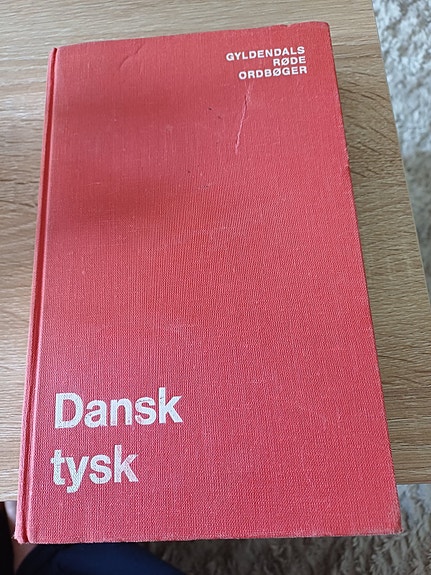 GYLDENDALS
RØDE
ORDBØGER
Dansk
tysk